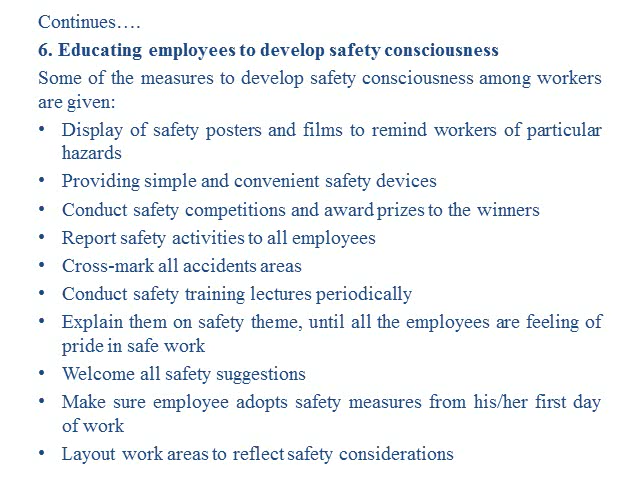 Continues….
6. Educating employees to develop safety consciousness
Some of the measures to develop safety consciousness among workers
are given:
• Display of safety posters and films to remind workers of particular
hazards
• Providing simple and convenient safety devices
• Conduct safety competitions and award prizes to the winners
• Report safety activities to all employees
• Cross-mark all accidents areas
• Conduct safety training lectures periodically
• Explain them on safety theme, until all the employees are feeling of
pride in safe work
• Welcome all safety suggestions
• Make sure employee adopts safety measures from his/her first day
of work
• Layout work areas to reflect safety considerations